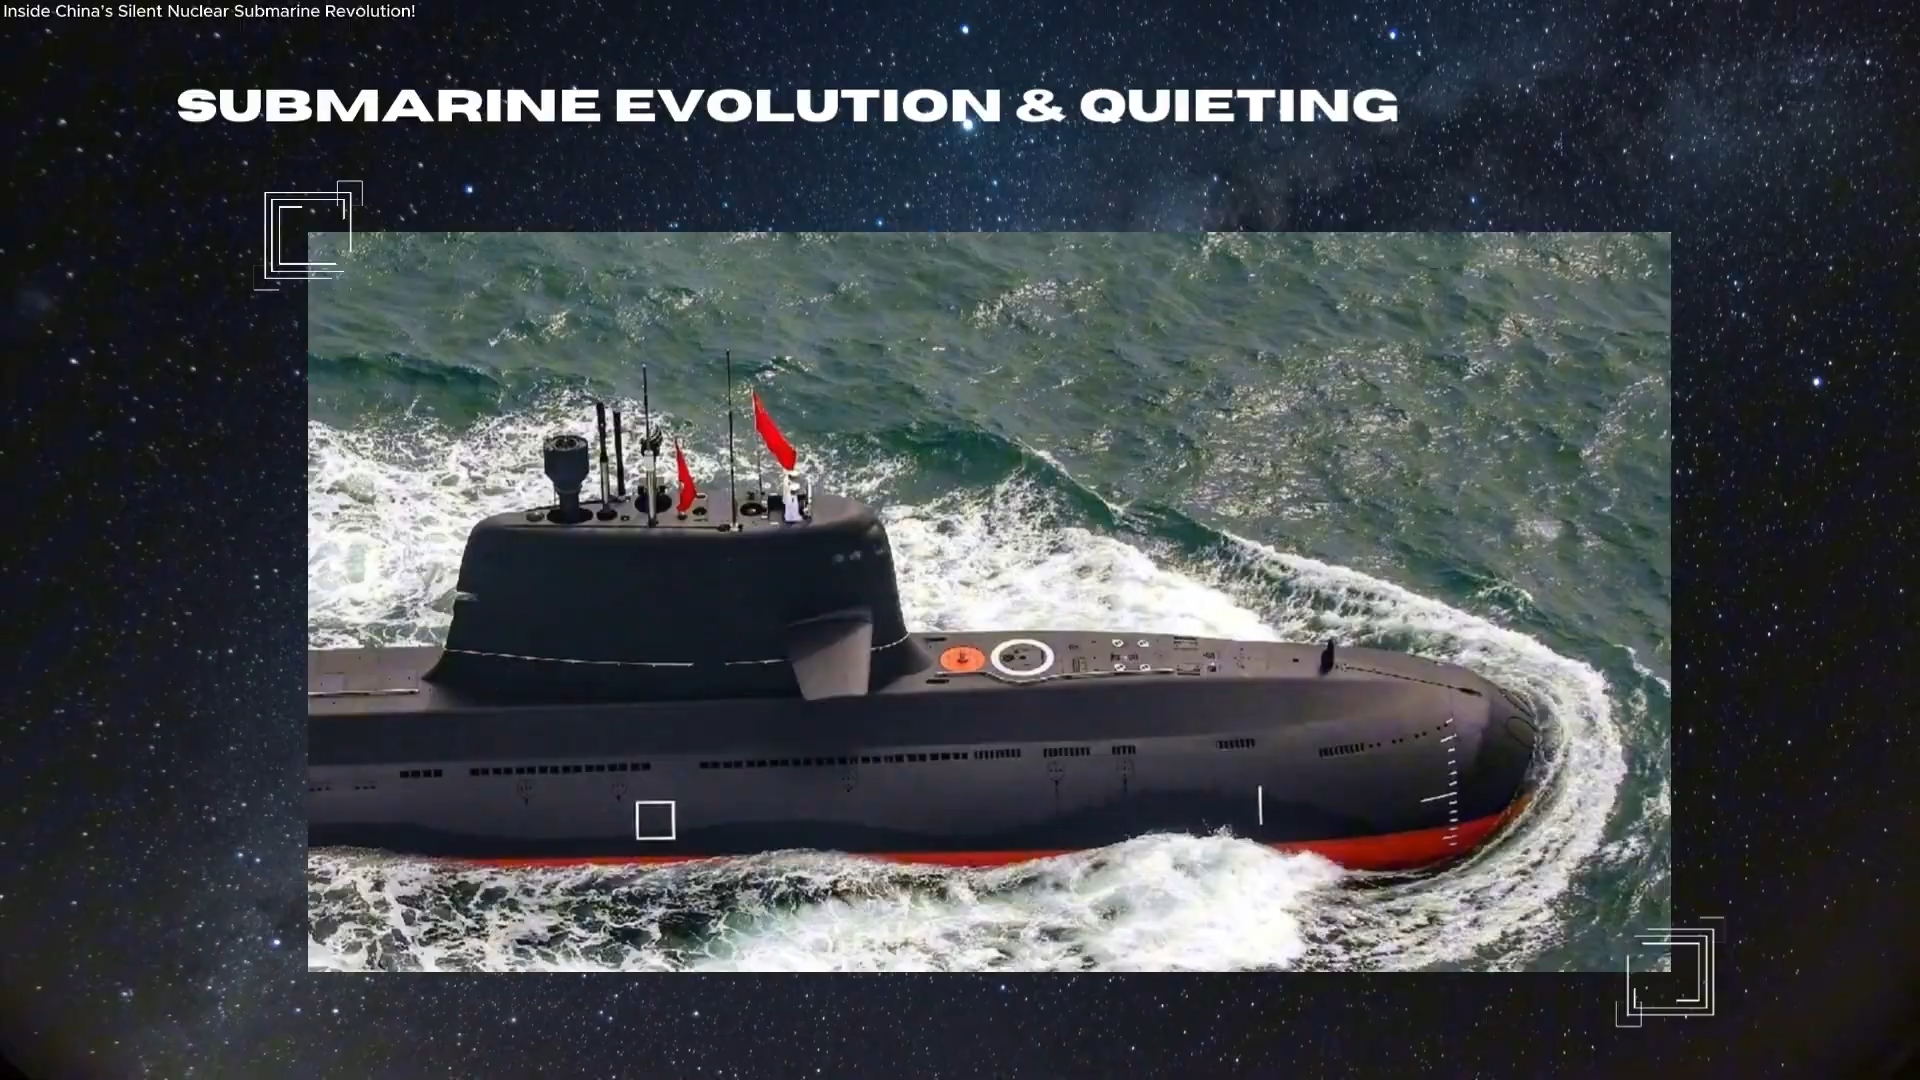 Inside China’s Silent Nuclear Submarine Revolution!
SUBMARINE EVOLUTION & QUIETING